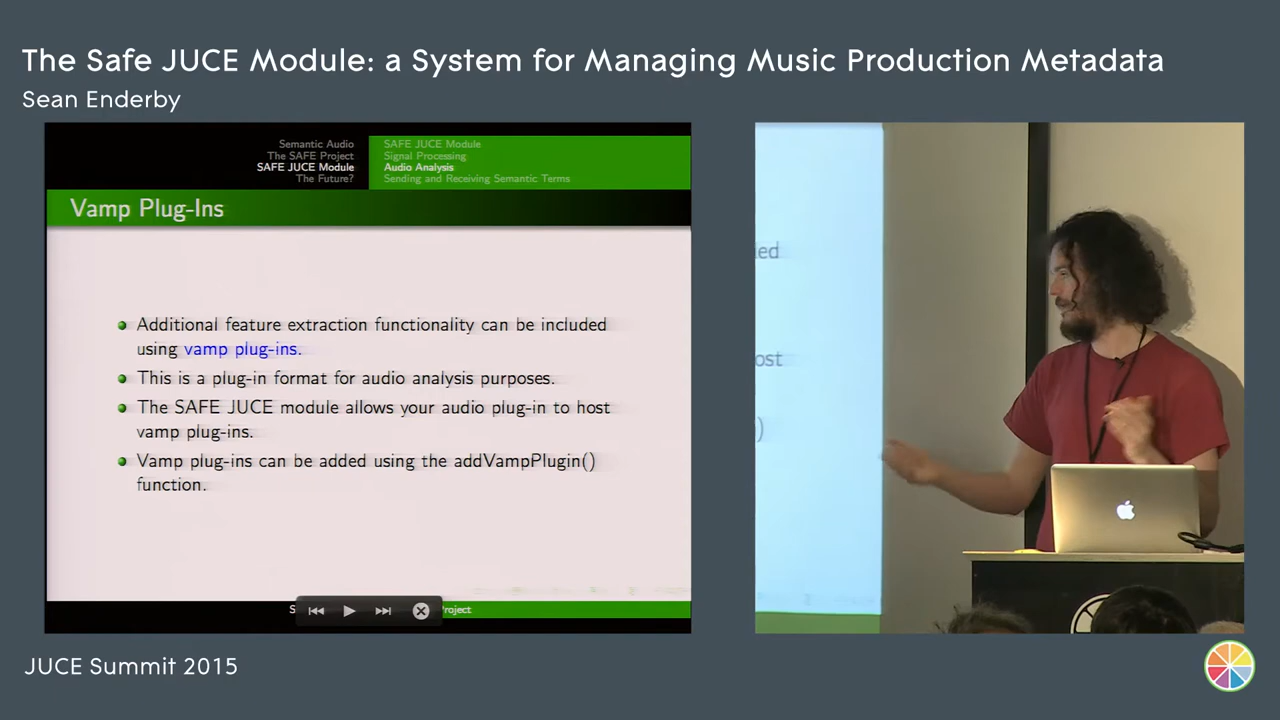 The Safe JUCE Module: a System for Managing Music Production Metadata
Sean Enderby
Semantic Audio
The SAFE Project
SAFE JUCE Module
The Future?
SAFE JUCE Module
Signal Processing
Audio Analysis
Sending and Receiving Semantic Terms
Vamp Plug-Ins
Additional feature extraction functionality can be included
using vamp plug-ins.
This is a plug-in format for audio analysis purposes.
The SAFE JUCE module allows your audio plug-in to host
vamp plug-ins.
Vamp plug-ins can be added using the addVampPlugin()
function.
JUCE Summit 2015